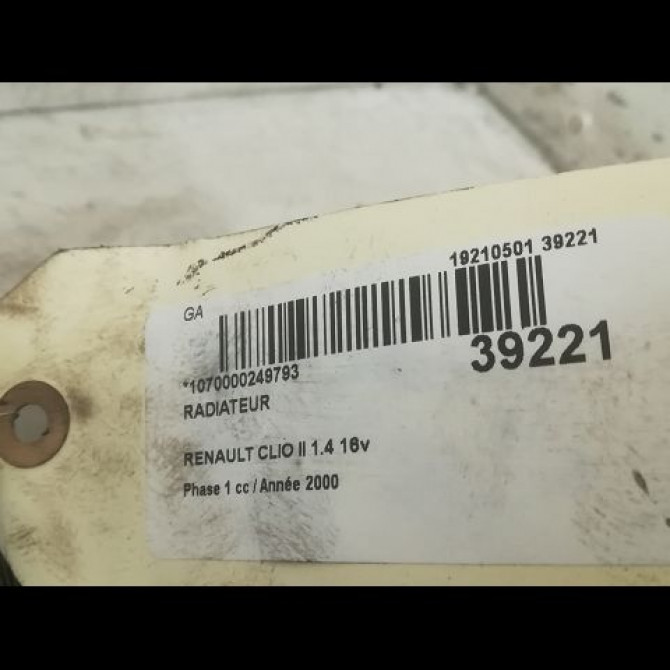 19210501 39221
GA
39221
*1070000249793
RADIATEUR
RENAULT CLIO II 1.4 16v
Phase 1 cc / Année 2000